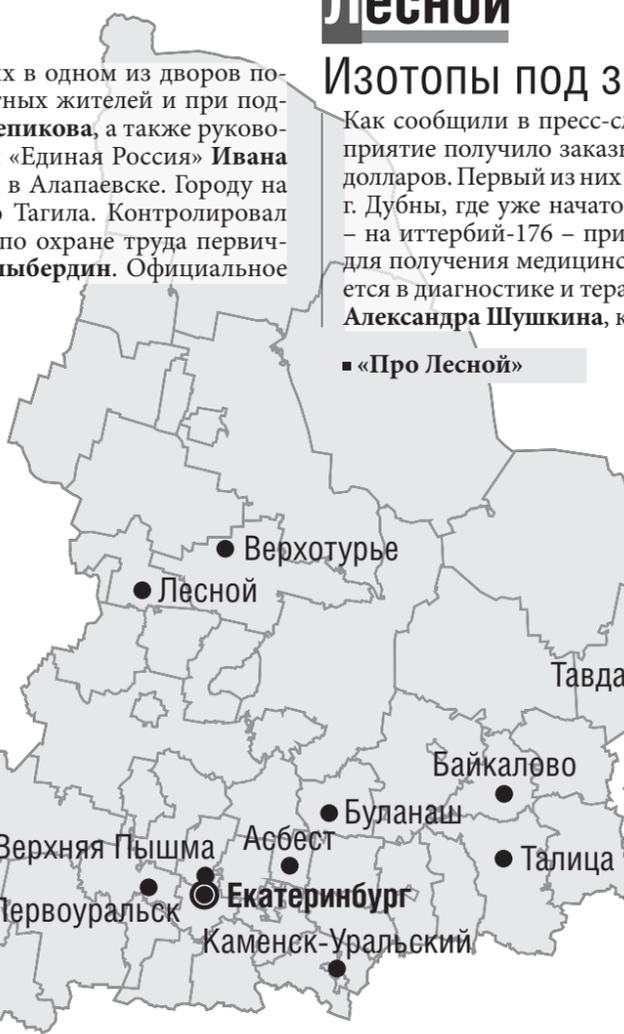 Лесной
х в одном из дворов по-
тных жителей и при под-
епикова, а также руково-
«Единая Россия» Ивана
в Алапаевске. Городу на
Тагила. Контролировал
по охране труда первич-
лыбердин. Официальное
Изотопы под з
Как сообщили в пресс-сл
приятие получило заказы
долларов. Первый из них
г. Дубны, где уже начато
– на иттербий-176 – при
для получения медицинс
ется в диагностике и тера
Александра Шушкина, к
«Про Лесной»
Верхотурье
Лесной
Тавда
Байкалово
Буланаш
Асбест
Верхняя Пышма
Талица
Екатеринбург
Первоуральск
Каменск-Уральский